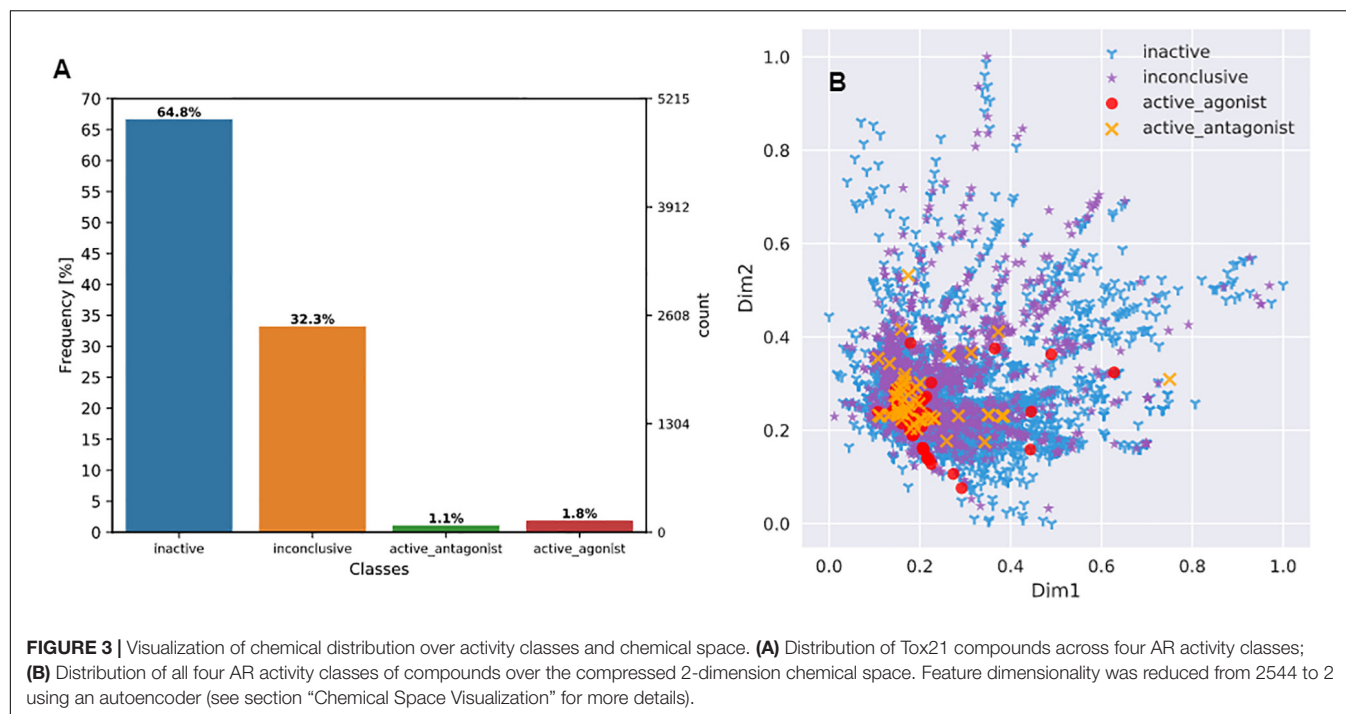 A
70
65
60
55
50
45
40
35
30
25
20
15
10
5
0
Frequency [%]
64.8%
32.3%
1.1%
1.8%
5215
3912
2608
1304
0
count
inactive
inconclusive
active_antagonist
active_agonist
Classes
B
inactive
inconclusive
active_agonist
active_antagonist
1.0
0.8
0.6
0.4
0.2
0.0
Dim2
0.0
0.2
0.4
0.6
0.8
1.0
Dim1
FIGURE 3 | Visualization of chemical distribution over activity classes and chemical space. (A) Distribution of Tox21 compounds across four AR activity classes;
(B) Distribution of all four AR activity classes of compounds over the compressed 2-dimension chemical space. Feature dimensionality was reduced from 2544 to 2
using an autoencoder (see section “Chemical Space Visualization” for more details).